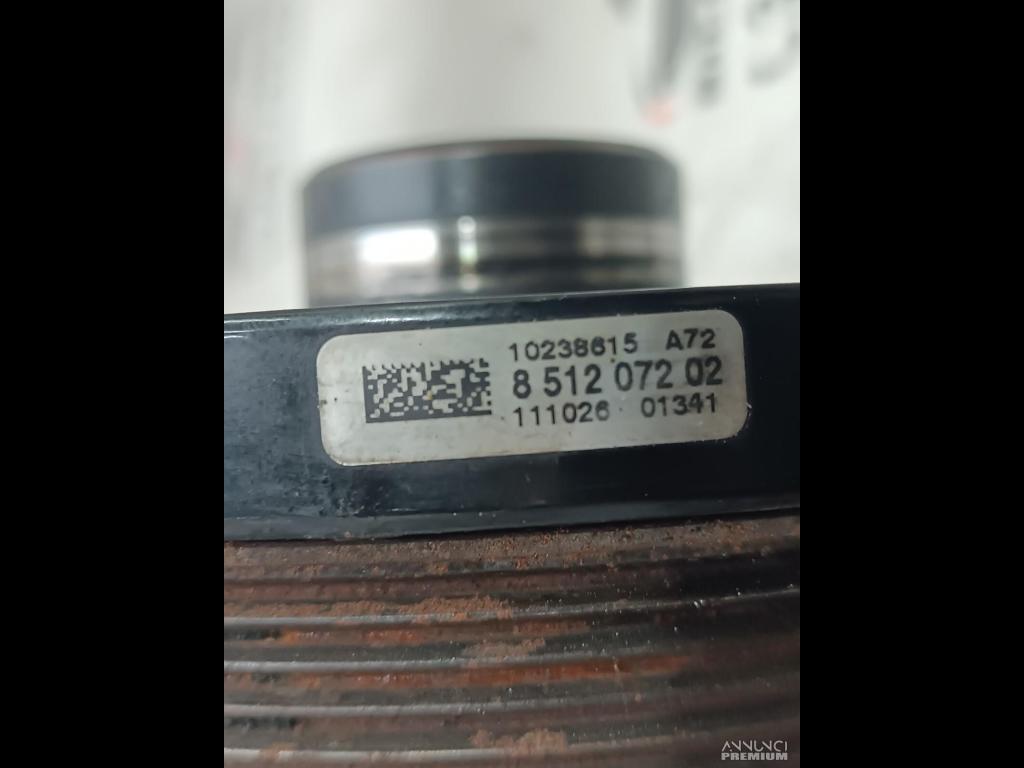 10238615 A72
8 512 072 02
111026 01341
ANNUNCI
PREMIUM